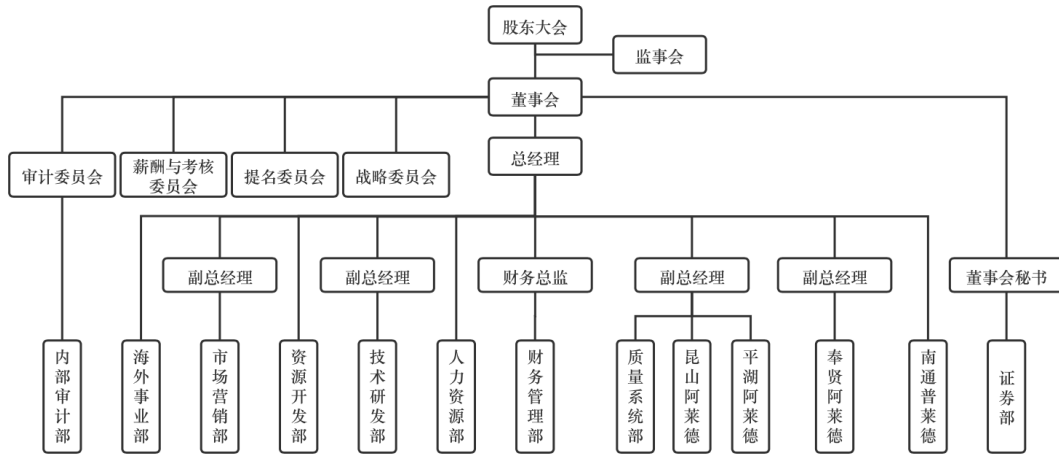 股东大会
监事会
董事会
总经理
审计委员会
薪酬与考核
委员会
提名委员会
战略委员会
副总经理
副总经理
财务总监
副总经理
副总经理
董事会秘书
内部审计部
海外事业部
市场营销部
资源开发部
技术研发部
人力资源部
财务管理部
质量系统部
昆山阿莱德
平湖阿莱德
奉贤阿莱德
南通普莱德
证券部